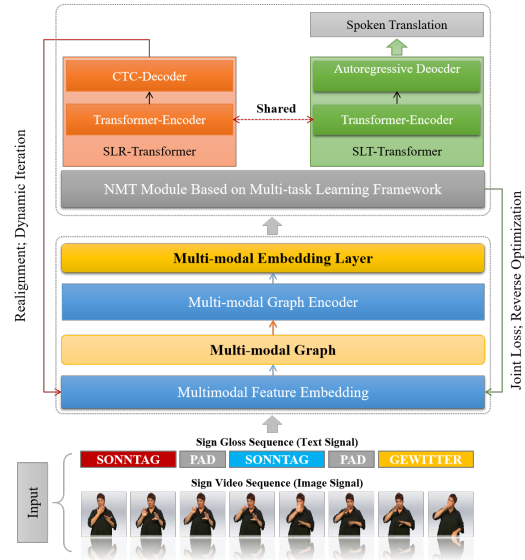 Spoken Translation
CTC-Decoder
Autoregressive Deocder
Transformer-Encoder
Shared
Transformer-Encoder
SLR-Transformer
SLT-Transformer
NMT Module Based on Multi-task Learning Framework
Realignment; Dynamic Iteration
Joint Loss; Reverse Optimization
Multi-modal Embedding Layer
Multi-modal Graph Encoder
Multi-modal Graph
Multimodal Feature Embedding
Sign Gloss Sequence (Text Signal)
SONNTAG PAD SONNTAG PAD GEWITTER
Sign Video Sequence (Image Signal)
Input